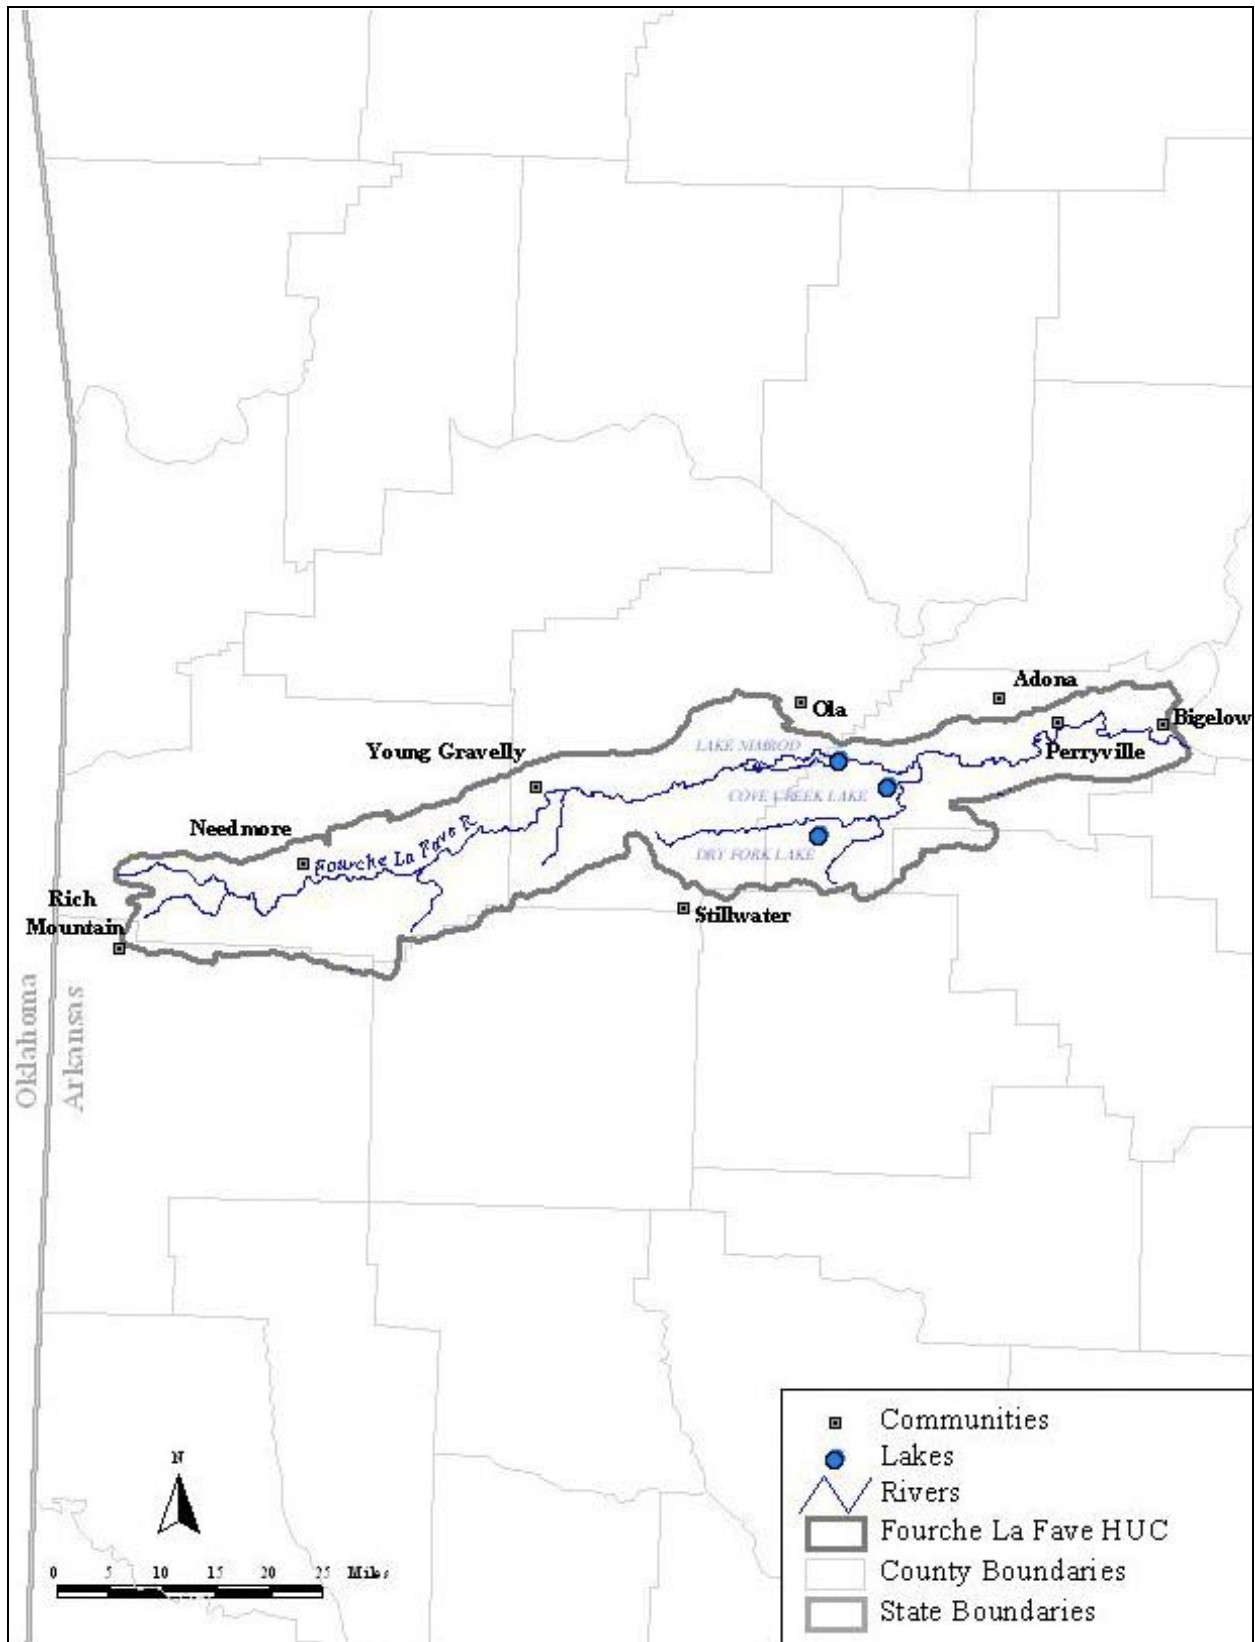 Adona
Ola
Bigelow
LAKE NIMROD
Young Gravelly
Perryville
COVE CREEK LAKE
Needmore
Fourche La Fave R.
DRY FORK LAKE
Rich
Mountain
Stillwater
Oklahoma
Arkansas
N
0 5 10 15 20 25 Miles
Communities
Lakes
Rivers
Fourche La Fave HUC
County Boundaries
State Boundaries